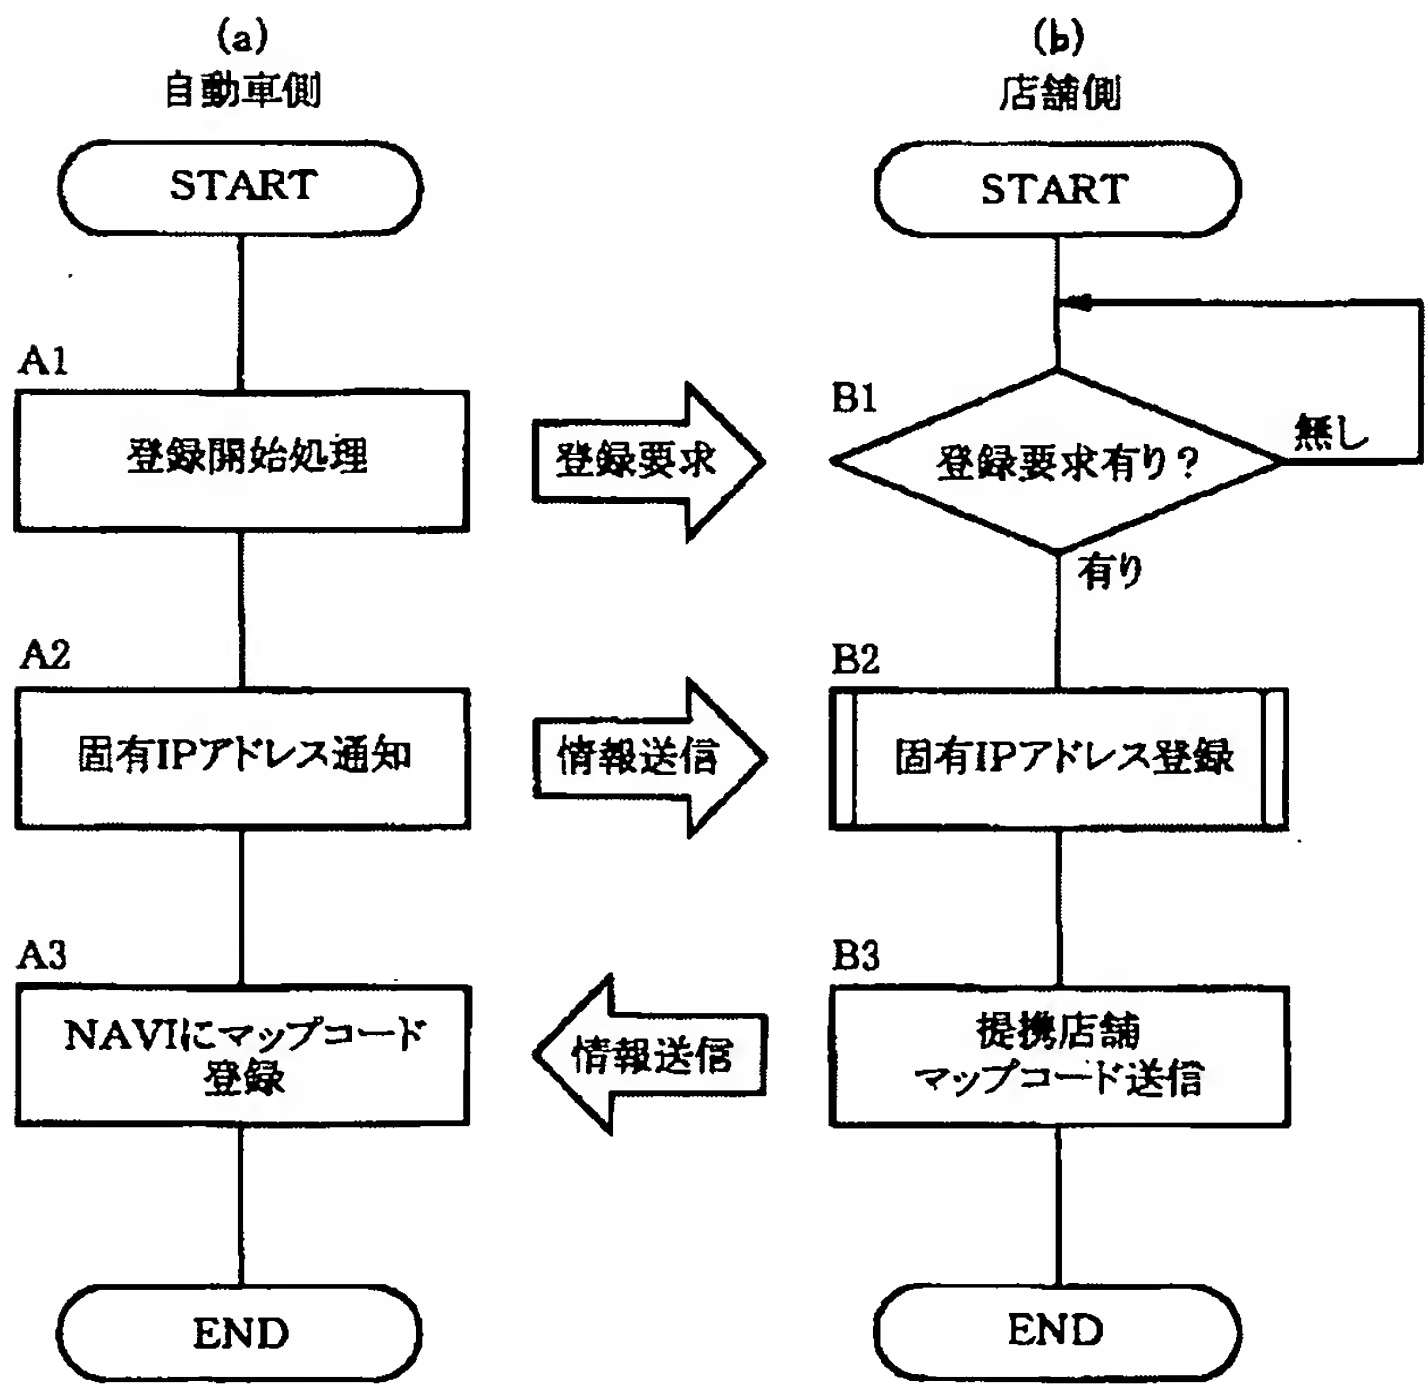 (a)
自動車側
START
A1
登録開始処理
登録要求
A2
固有IPアドレス通知
情報送信
A3
NAVIにマップコード
登録
情報送信
END
(b)
店舗側
START
B1
登録要求有り?
無し
有り
B2
固有IPアドレス登録
B3
提携店舗
マップコード送信
END